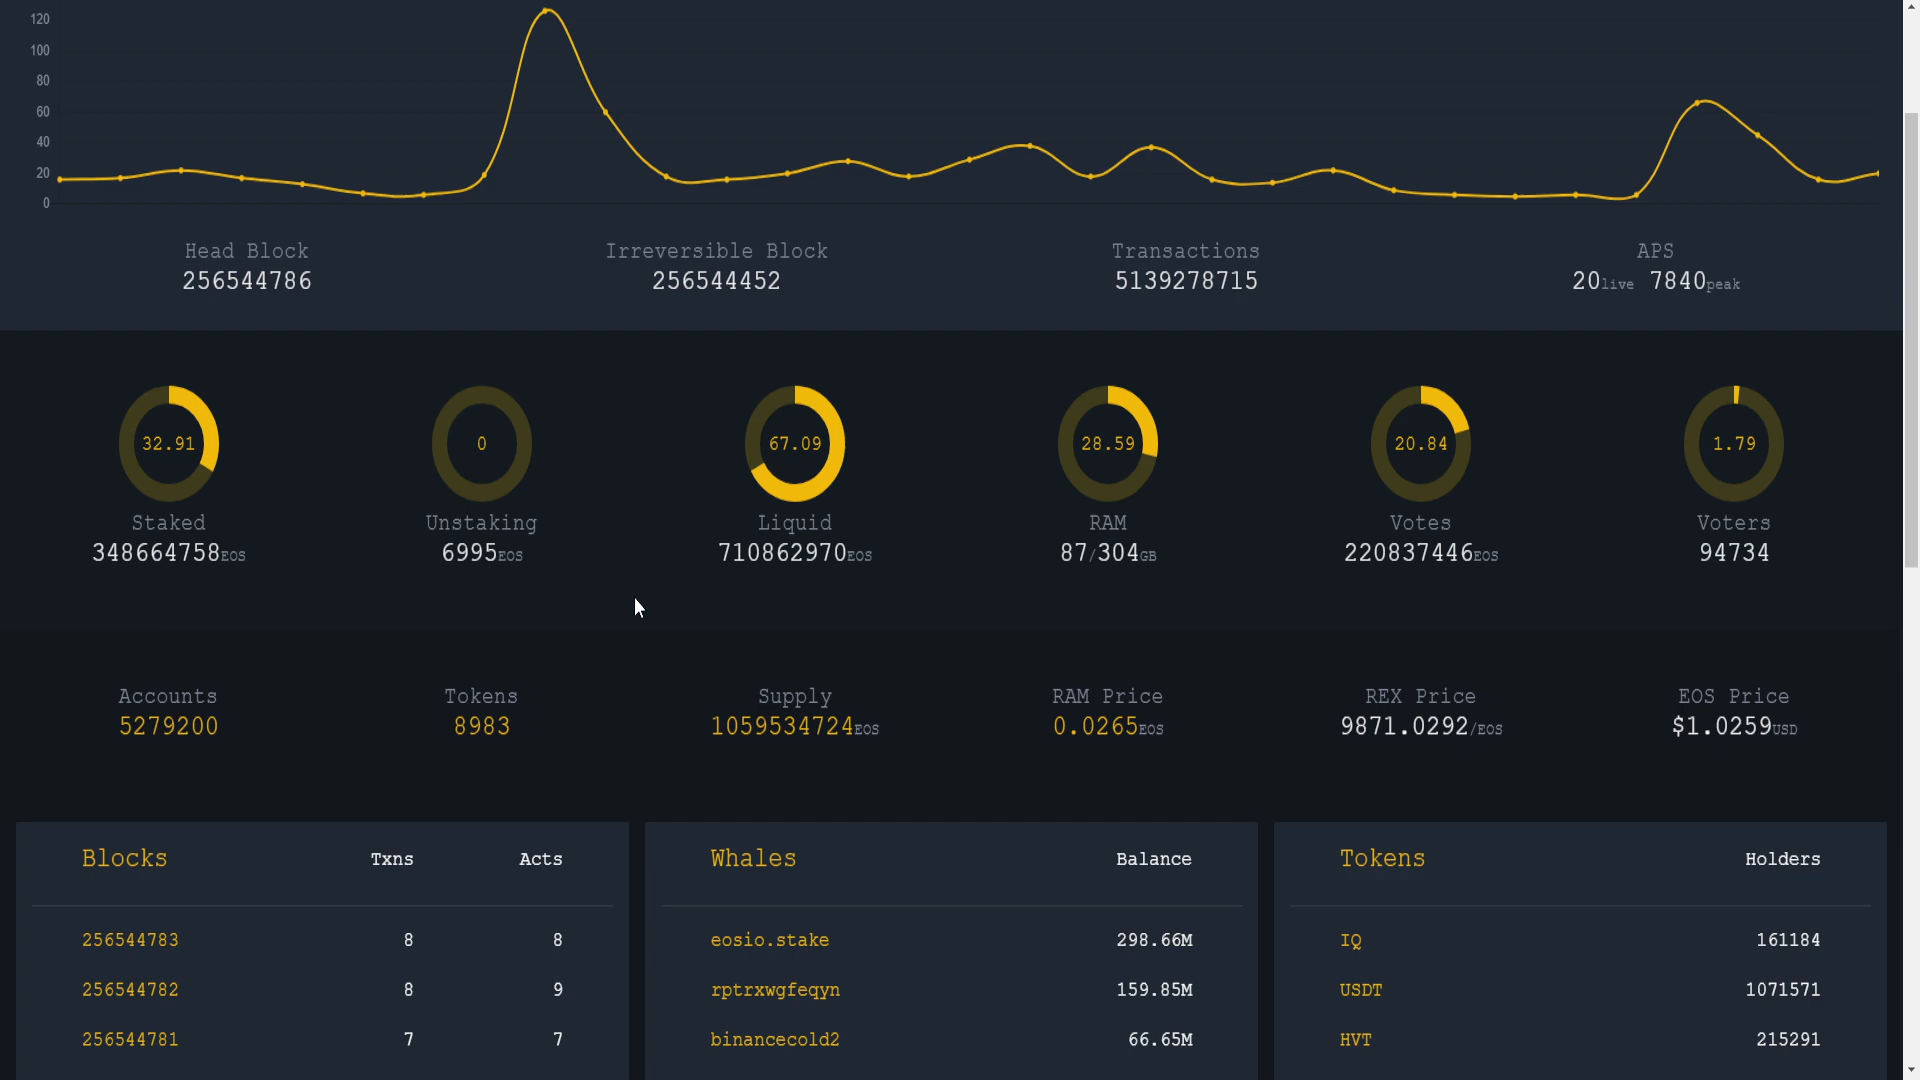 120
100
80
60
40
20
0
Head Block Irreversible Block Transactions APS
256544786 256544452 5139278715 20live 7840peak
32.91 0 67.09 28.59 20.84 1.79
Staked Unstaking Liquid RAM Votes Voters
348664758EOS 6995EOS 710862970EOS 87/304GB 220837446EOS 94734
Accounts Tokens Supply RAM Price REX Price EOS Price
5279200 8983 1059534724EOS 0.0265EOS 9871.0292/EOS $1.0259USD
Blocks Txns Acts Whales Balance Tokens Holders
256544783 8 8 eosio.stake 298.66M IQ 161184
256544782 8 9 rptrxwgfeqyn 159.85M USDT 1071571
256544781 7 7 binancecold2 66.65M HVT 215291